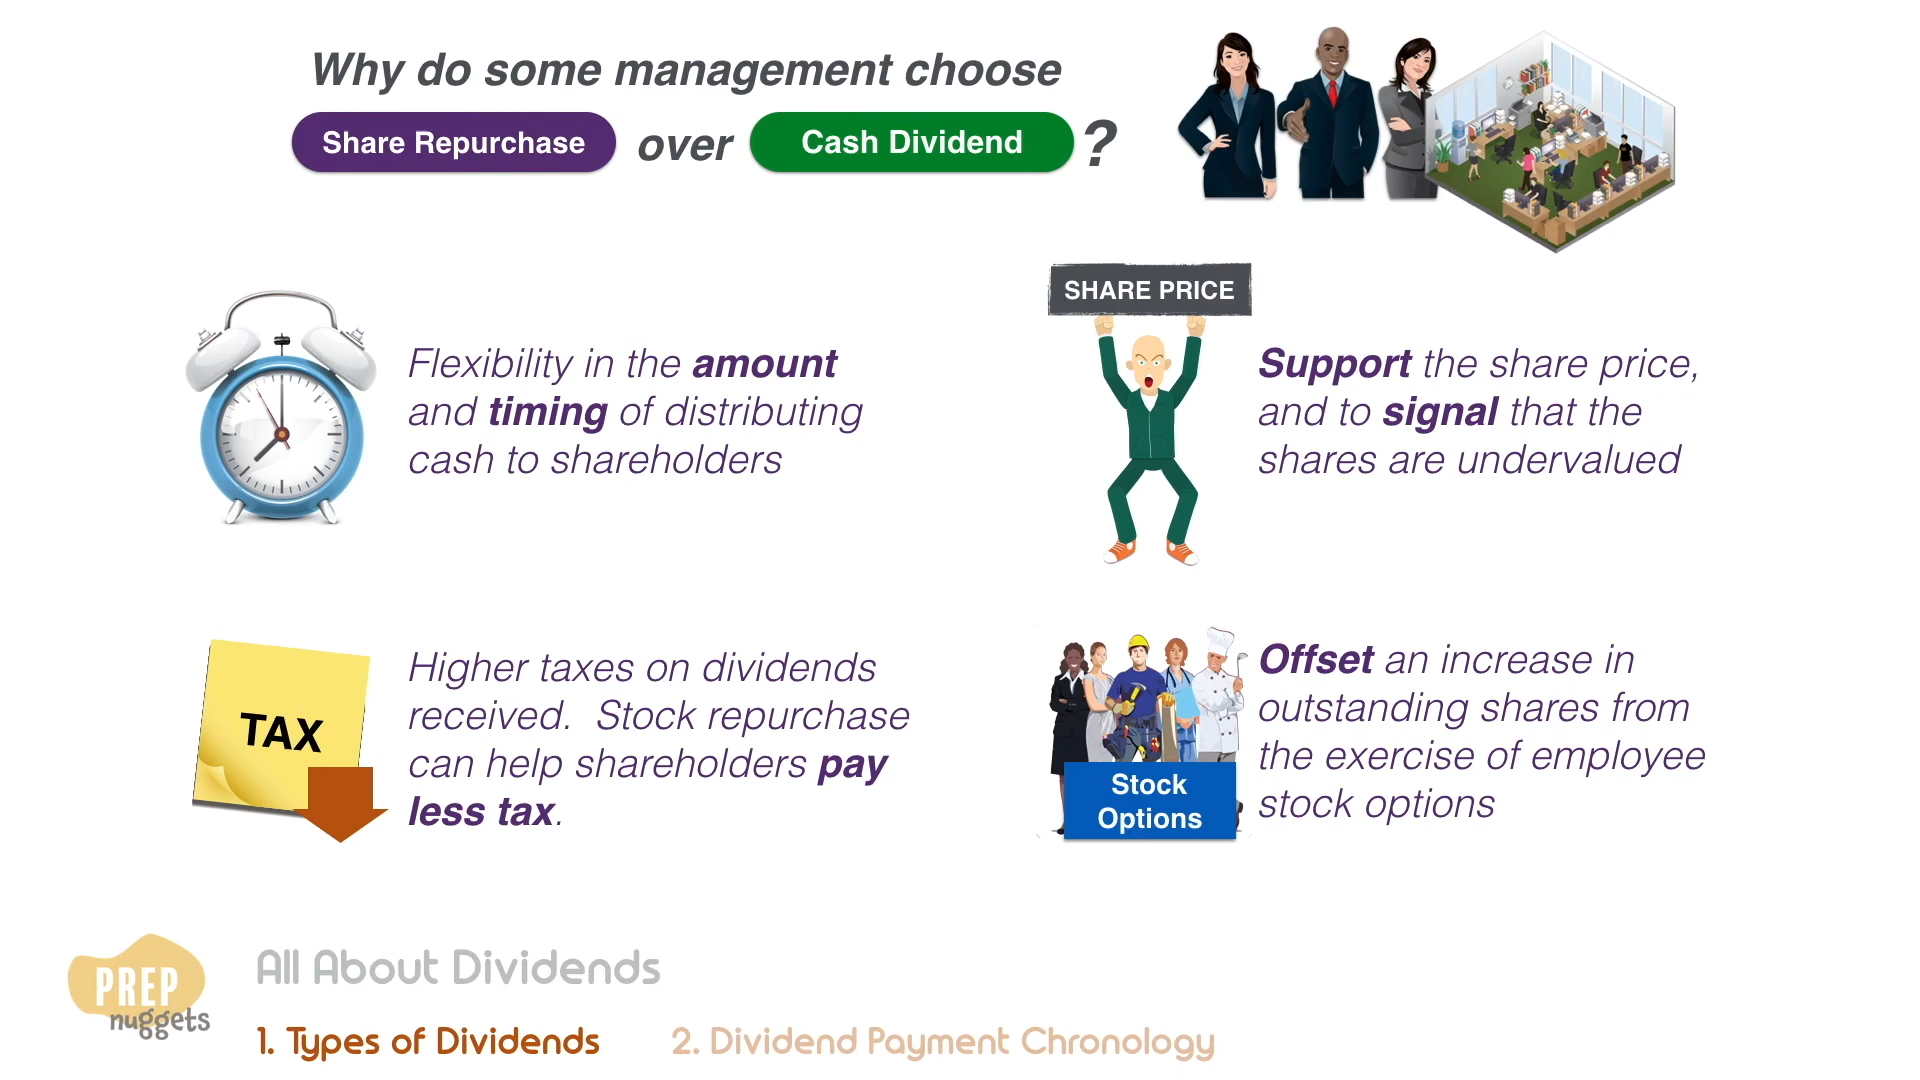 Why do some management choose
Share Repurchase over Cash Dividend ?
SHARE PRICE
Flexibility in the amount
and timing of distributing
cash to shareholders
Support the share price,
and to signal that the
shares are undervalued
TAX
Higher taxes on dividends
received.  Stock repurchase
can help shareholders pay
less tax.
Stock
Options
Offset an increase in
outstanding shares from
the exercise of employee
stock options
PREP
nuggets
All About Dividends
1. Types of Dividends
2. Dividend Payment Chronology